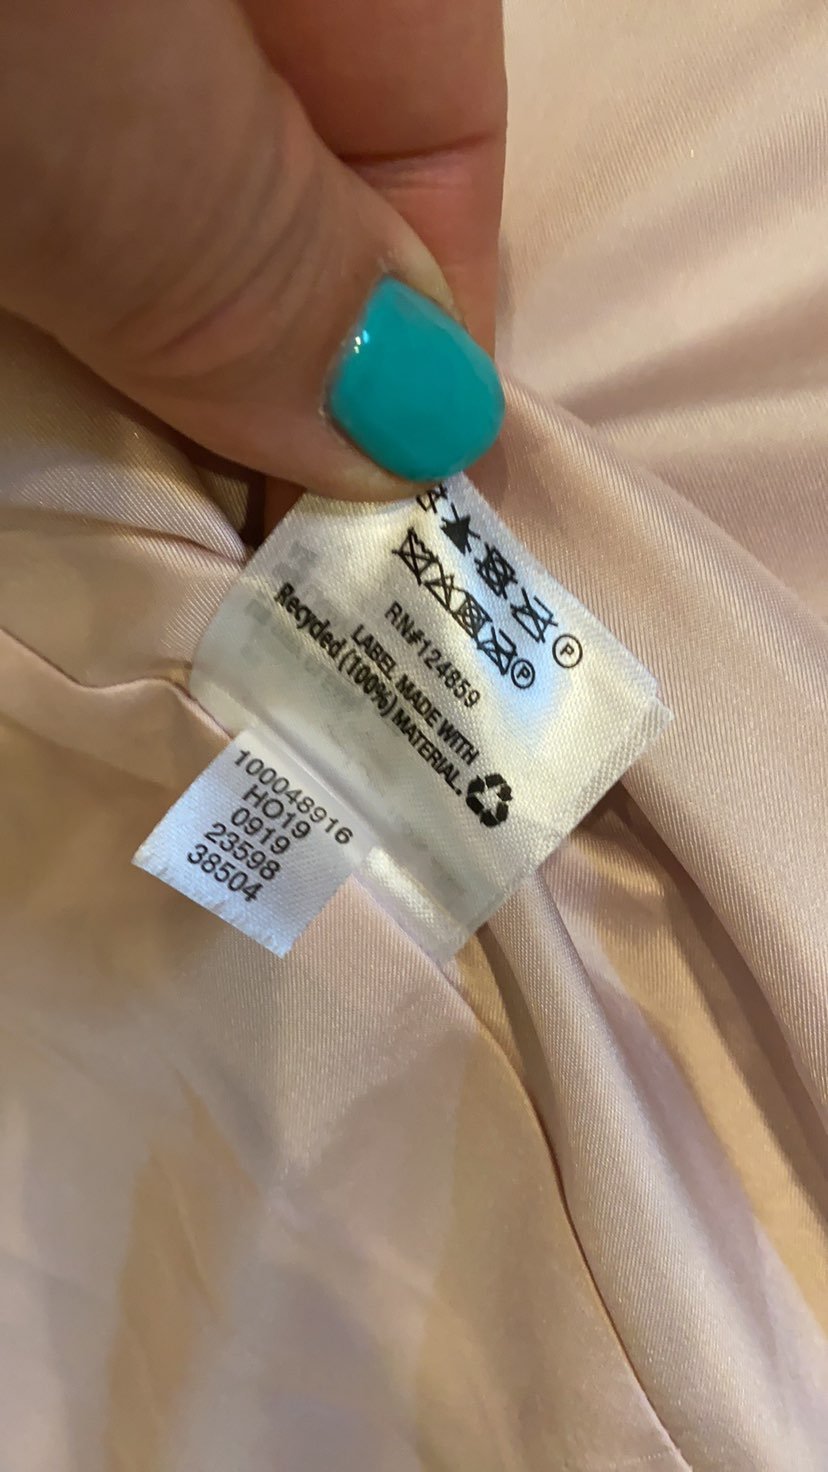 P
P
RN#124859
LABEL MADE WITH
Recycled (100%) MATERIAL.
100048916
HO19
0919
23598
38504